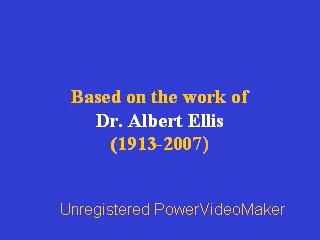 Based on the work of
Dr. Albert Ellis
(1913-2007)
Unregistered PowerVideoMaker